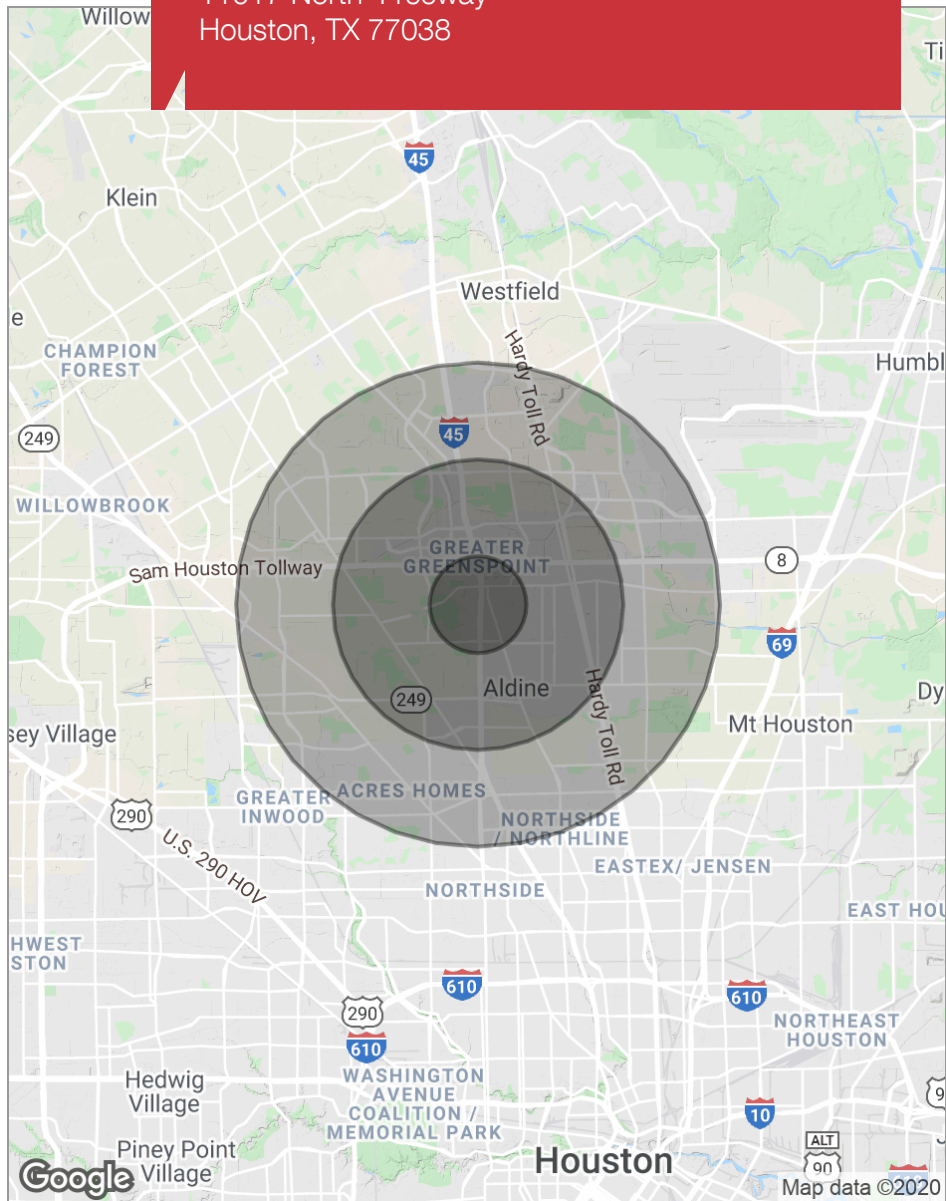 Houston, TX 77038
45
Klein
Westfield
CHAMPION
FOREST
Hardy Toll Rd
45
249
WILLOWBROOK
GREATER
GREENSPOINT
Sam Houston Tollway
8
69
Aldine
249
Hardy Toll Rd
Mt Houston
sey Village
290
GREATER
INWOOD
ACRES HOMES
NORTHSIDE
/ NORTHLINE
U.S. 290 HOV
EASTEX/ JENSEN
NORTHSIDE
EAST HOU
HWEST
STON
610
610
290
610
NORTHEAST
HOUSTON
Hedwig
Village
WASHINGTON
AVENUE
COALITION /
MEMORIAL PARK
10
Piney Point
Village
Houston
ALT
90
Google
Map data ©2020